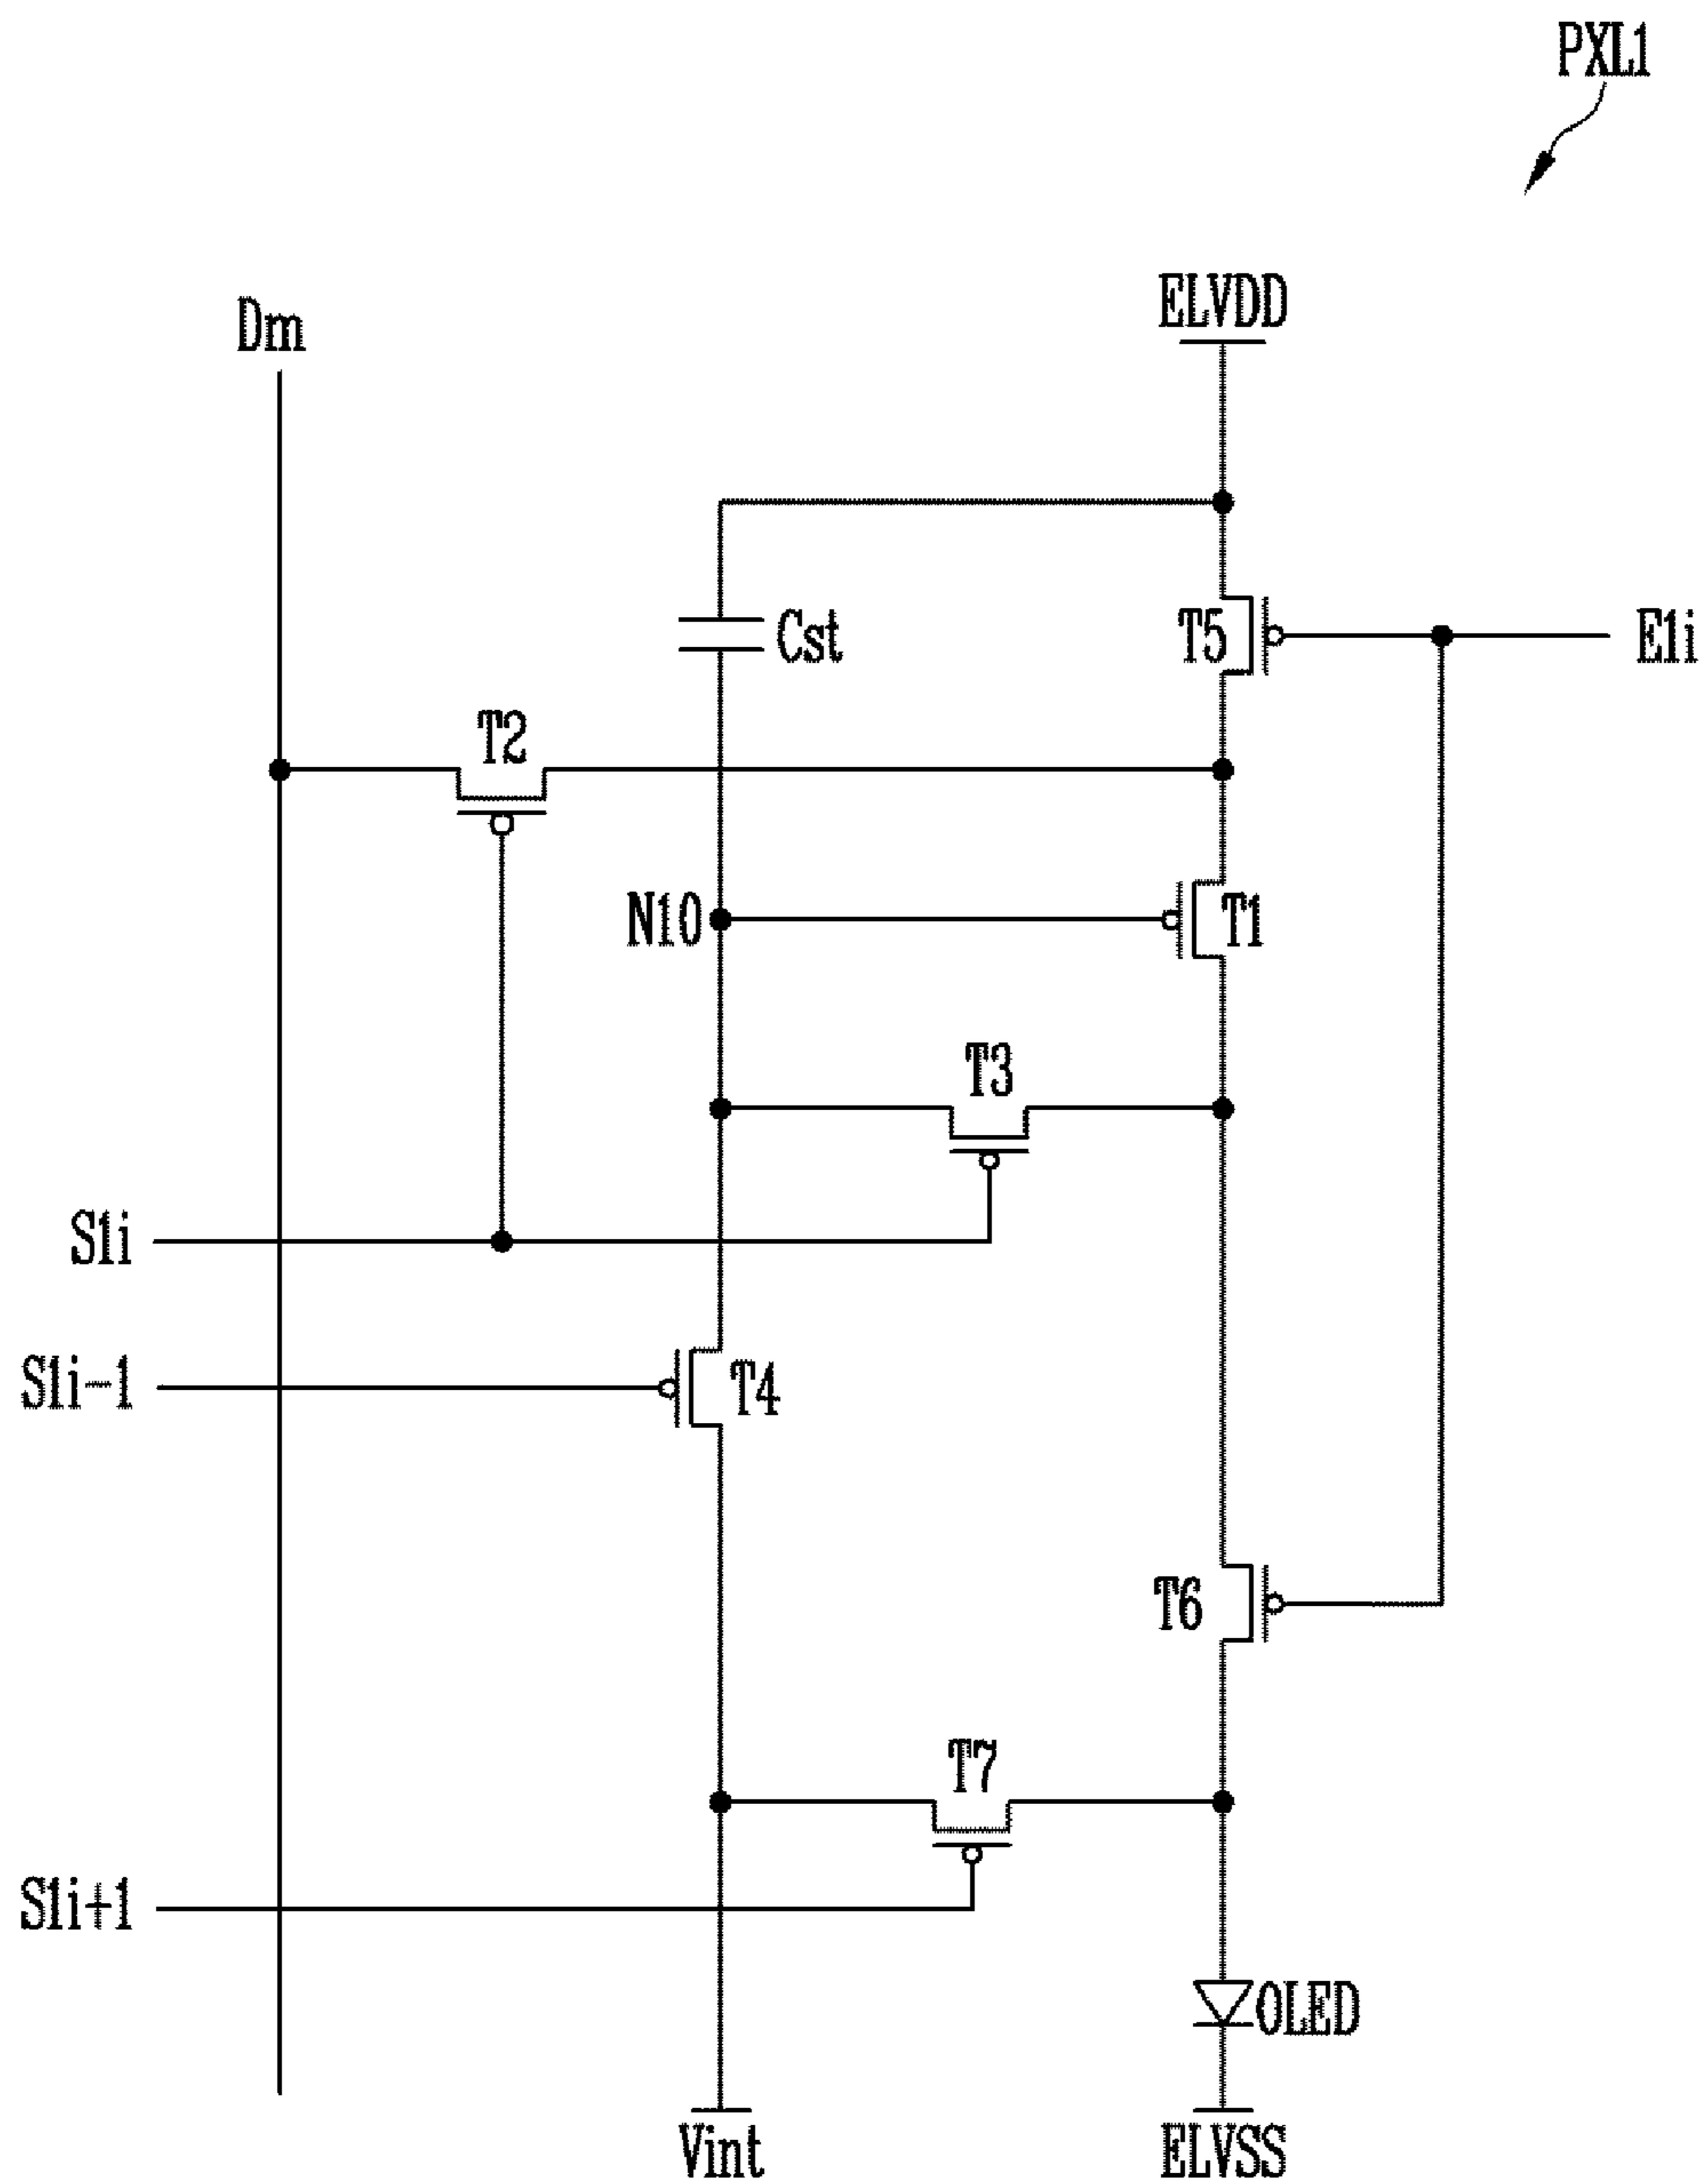 PXL1
ELVDD
Dm
Cst
T5
E1i
T2
N10
T1
T3
S1i
S1i-1
T4
T6
T7
S1i+1
OLED
Vint
ELVSS